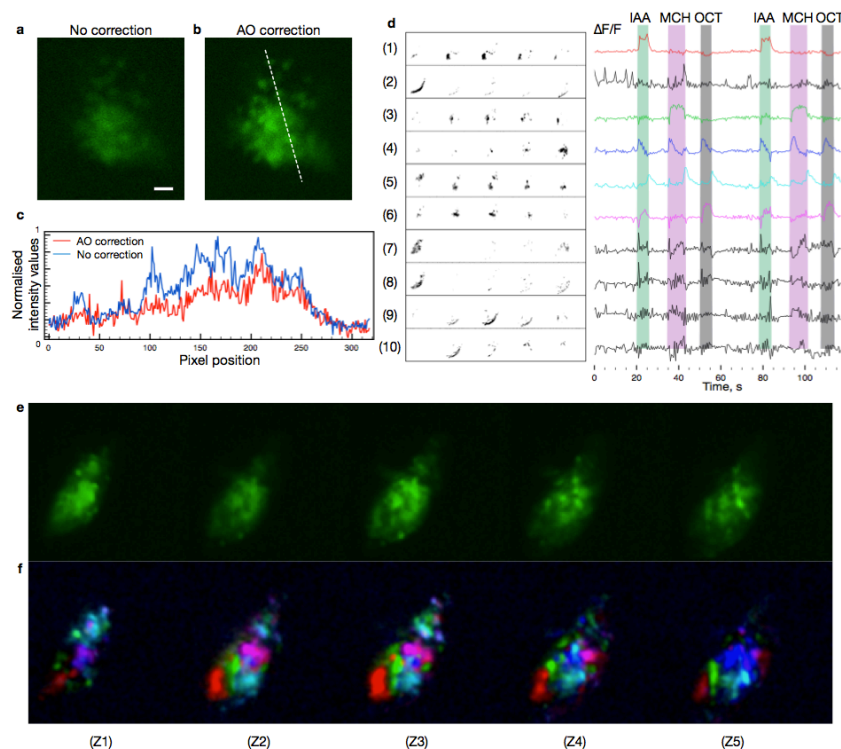 a No correction
b AO correction
c
1
Normalised
intensity values
AO correction
No correction
0
0 50 100 150 200 250 300
Pixel position
d
(1)
(2)
(3)
(4)
(5)
(6)
(7)
(8)
(9)
(10)
ΔF/F
IAA MCH OCT IAA MCH OCT
0 20 40 60 80 100
Time, s
e
f
(Z1) (Z2) (Z3) (Z4) (Z5)